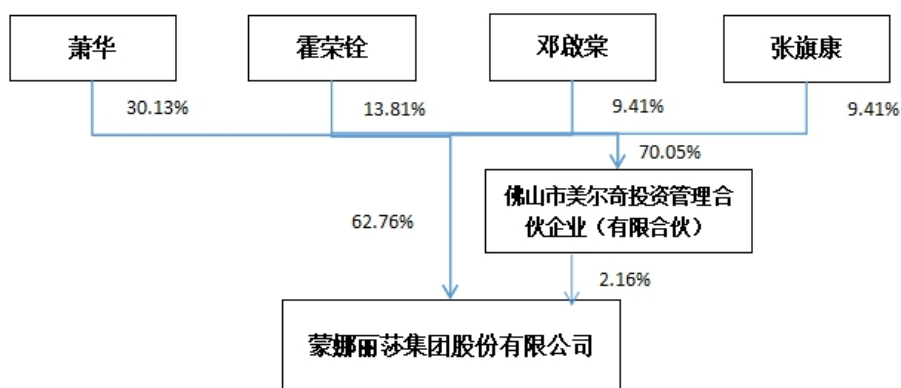 萧华
霍荣铨
邓啟棠
张旗康
30.13%
13.81%
9.41%
9.41%
70.05%
佛山市美尔奇投资管理合
伙企业（有限合伙）
62.76%
2.16%
蒙娜丽莎集团股份有限公司